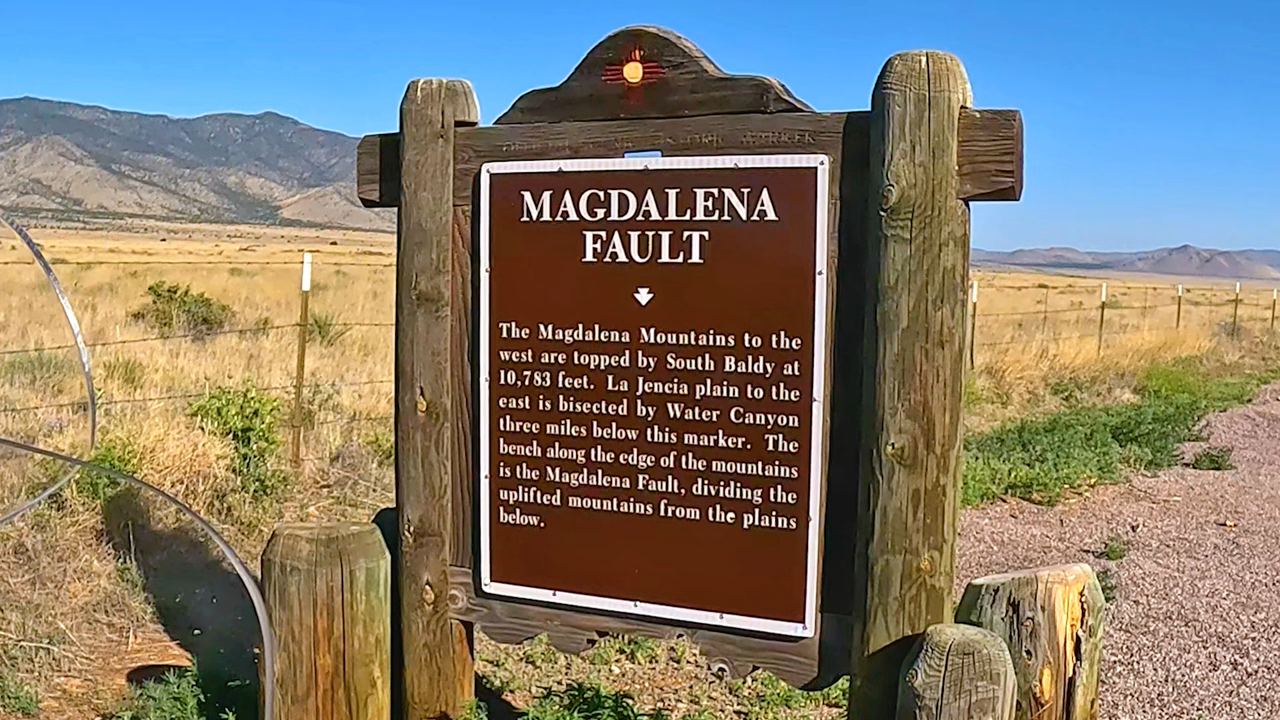 MAGDALENA
FAULT
The Magdalena Mountains to the
west are topped by South Baldy at
10,783 feet. La Jencia plain to the
east is bisected by Water Canyon
three miles below this marker. The
bench along the edge of the mountains
is the Magdalena Fault, dividing the
uplifted mountains from the plains
below.